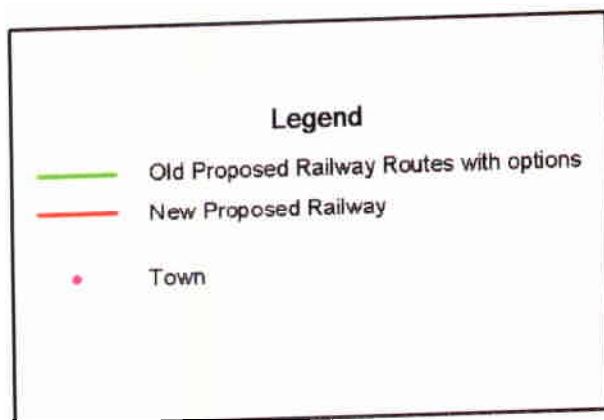 Legend
Old Proposed Railway Routes with options
New Proposed Railway
Town